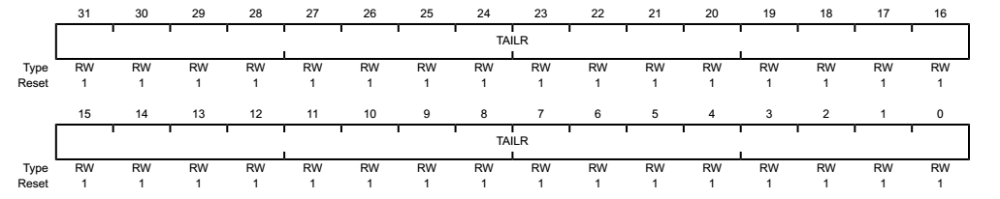 31 30 29 28 27 26 25 24 23 22 21 20 19 18 17 16
TAILR
Type RW RW RW RW RW RW RW RW RW RW RW RW RW RW RW RW
Reset 1 1 1 1 1 1 1 1 1 1 1 1 1 1 1 1
15 14 13 12 11 10 9 8 7 6 5 4 3 2 1 0
TAILR
Type RW RW RW RW RW RW RW RW RW RW RW RW RW RW RW RW
Reset 1 1 1 1 1 1 1 1 1 1 1 1 1 1 1 1